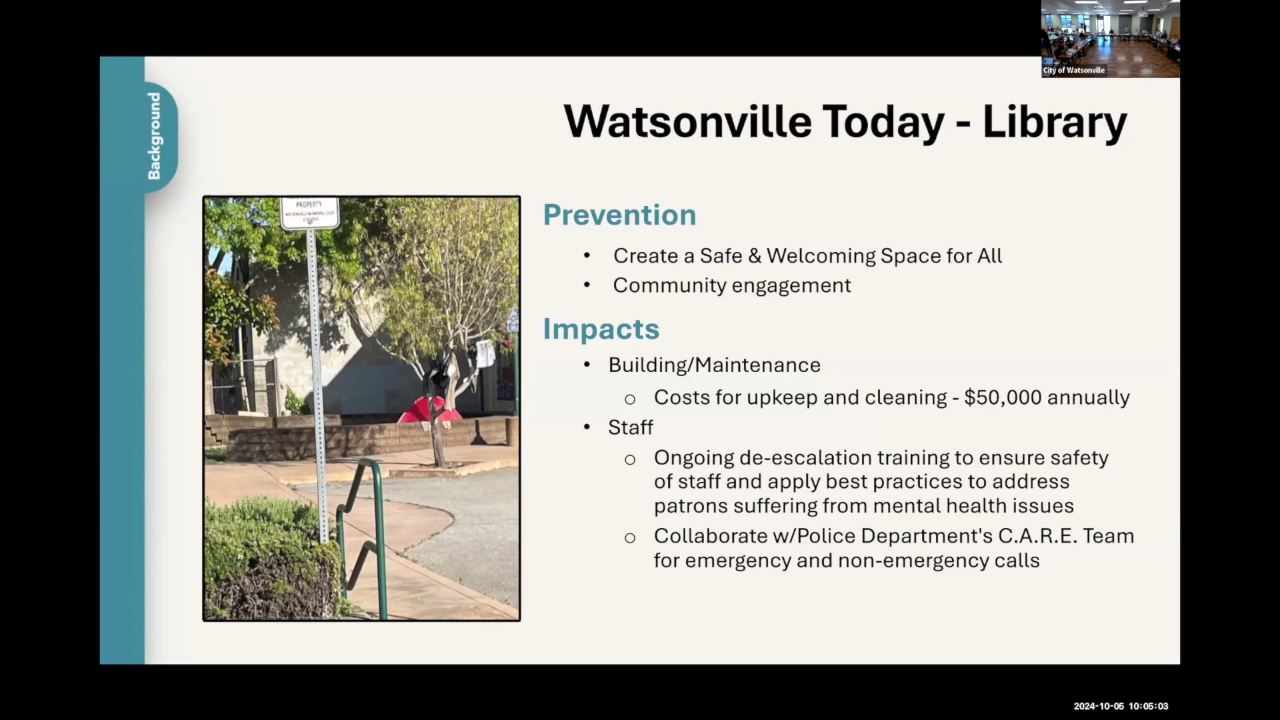 City of Watsonville
Background
Watsonville Today - Library
PROPERTY
Prevention
• Create a Safe & Welcoming Space for All
• Community engagement
Impacts
• Building/Maintenance
o Costs for upkeep and cleaning - $50,000 annually
• Staff
o Ongoing de-escalation training to ensure safety
of staff and apply best practices to address
patrons suffering from mental health issues
o Collaborate w/Police Department's C.A.R.E. Team
for emergency and non-emergency calls
2024-10-05 10:05:03